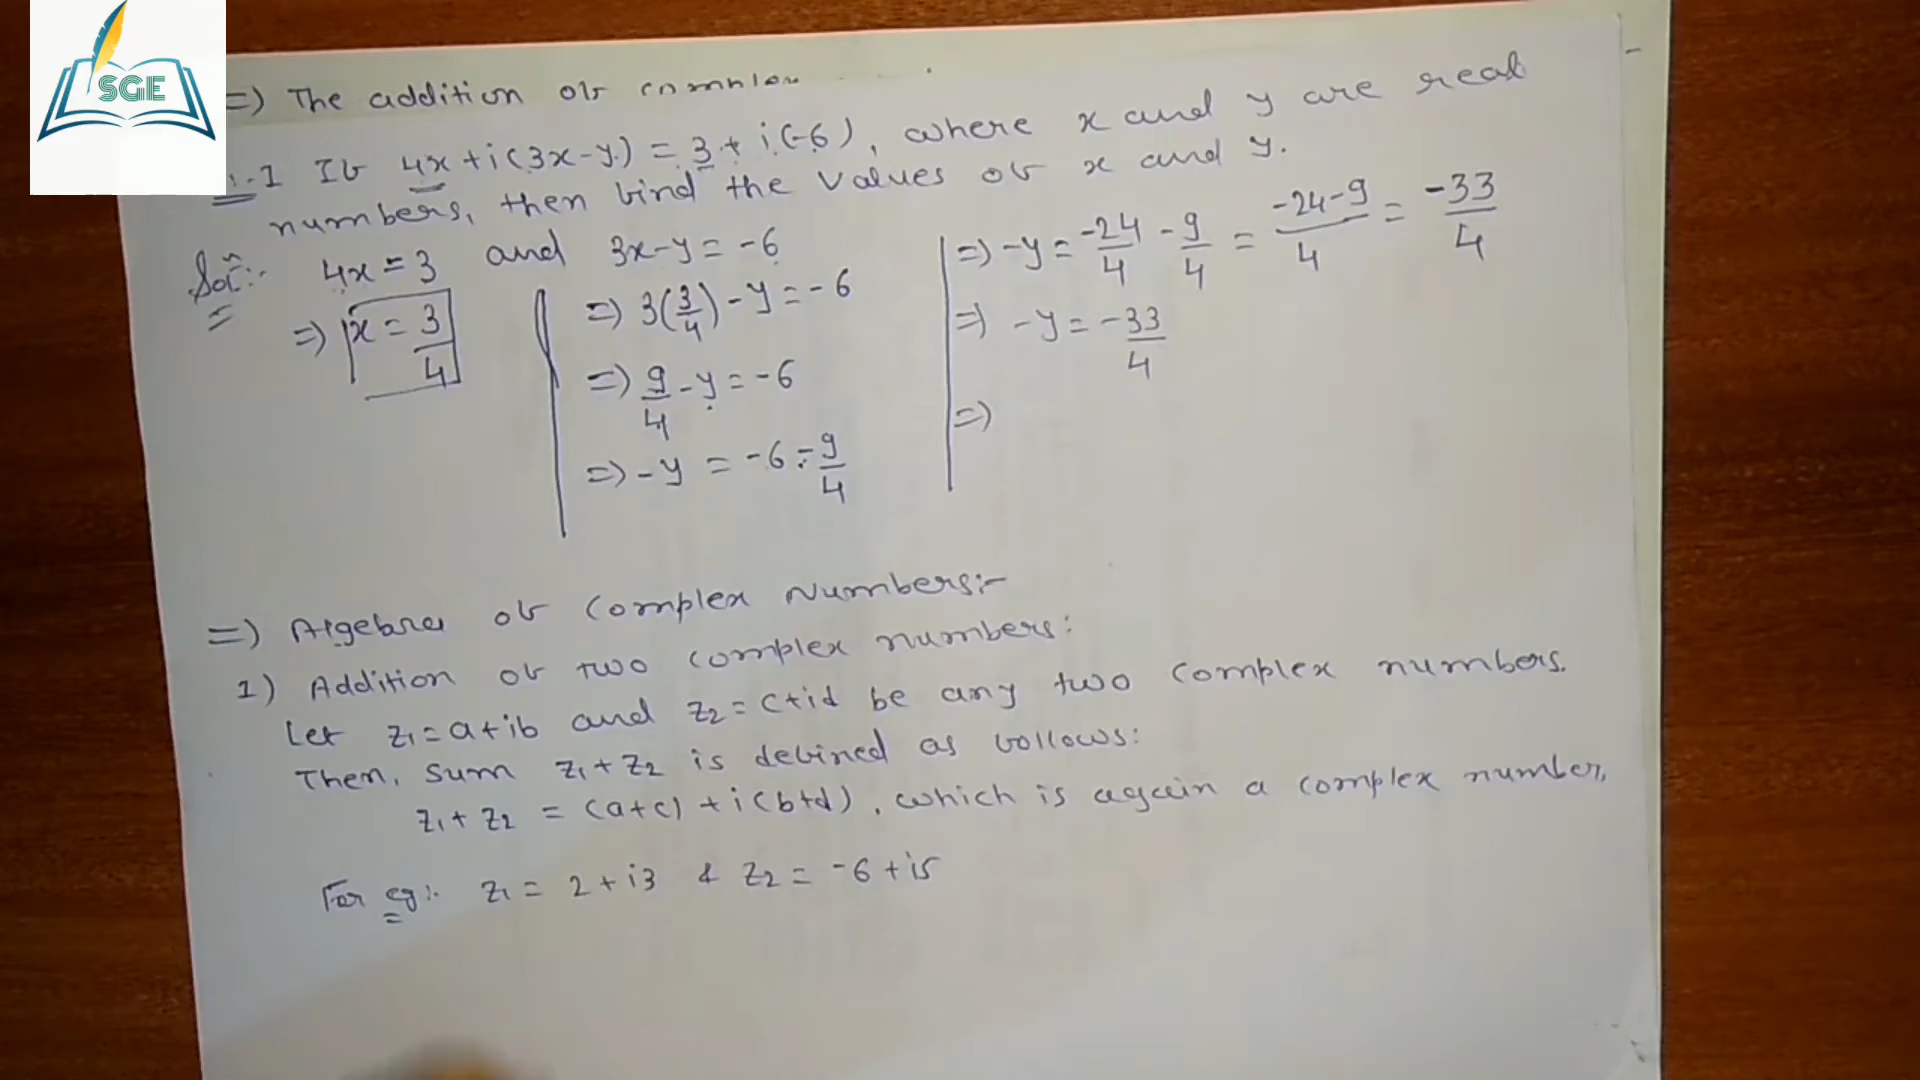 SGE
=) The addition of
:-1 If 4x+i(3x-y)=3+i(-6), where x and y are real
numbers, then find the values of x and y.
Solⁿ:- 4x=3 and 3x-y=-6
=) x=3/4
=) 3(3/4)-y=-6
=) 9/4-y=-6
=) -y = -6-9/4
=) -y=-24/4-9/4=-24-9/4=-33/4
=) -y=-33/4
=)
=) Algebra of Complex Numbers:-
1) Addition of two complex numbers:
Let z₁=a+ib and z₂=c+id be any two complex numbers.
Then, sum z₁+z₂ is defined as follows:
z₁+z₂ = (a+c)+i(b+d), which is again a complex number.
For eg:- z₁ = 2+i3 & z₂ = -6+i5